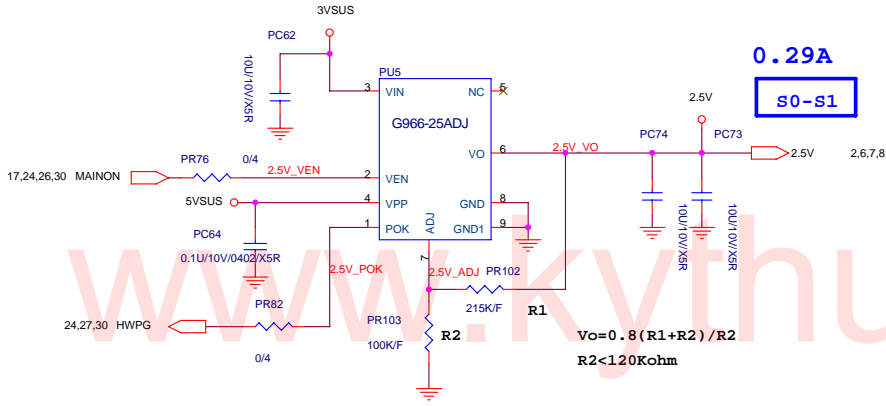 3VSUS
PC62
10U/10V/X5R
PU5
3
VIN
NC
5
G966-25ADJ
0.29A
S0-S1
2.5V
PC74
PC73
VO
6
2.5V_VO
2.5V
2,6,7,8
PR76
0/4
17,24,26,30 MAINON
2.5V_VEN
2
VEN
5VSUS
4
VPP
GND
8
1
POK
ADJ
GND1
9
10U/10V/X5R
10U/10V/X5R
PC64
0.1U/10V/0402/X5R
7
2.5V_POK
2.5V_ADJ
PR102
215K/F
R1
PR82
24,27,30 HWPG
0/4
PR103
100K/F
R2
Vo=0.8(R1+R2)/R2
R2<120Kohm
www.kythu